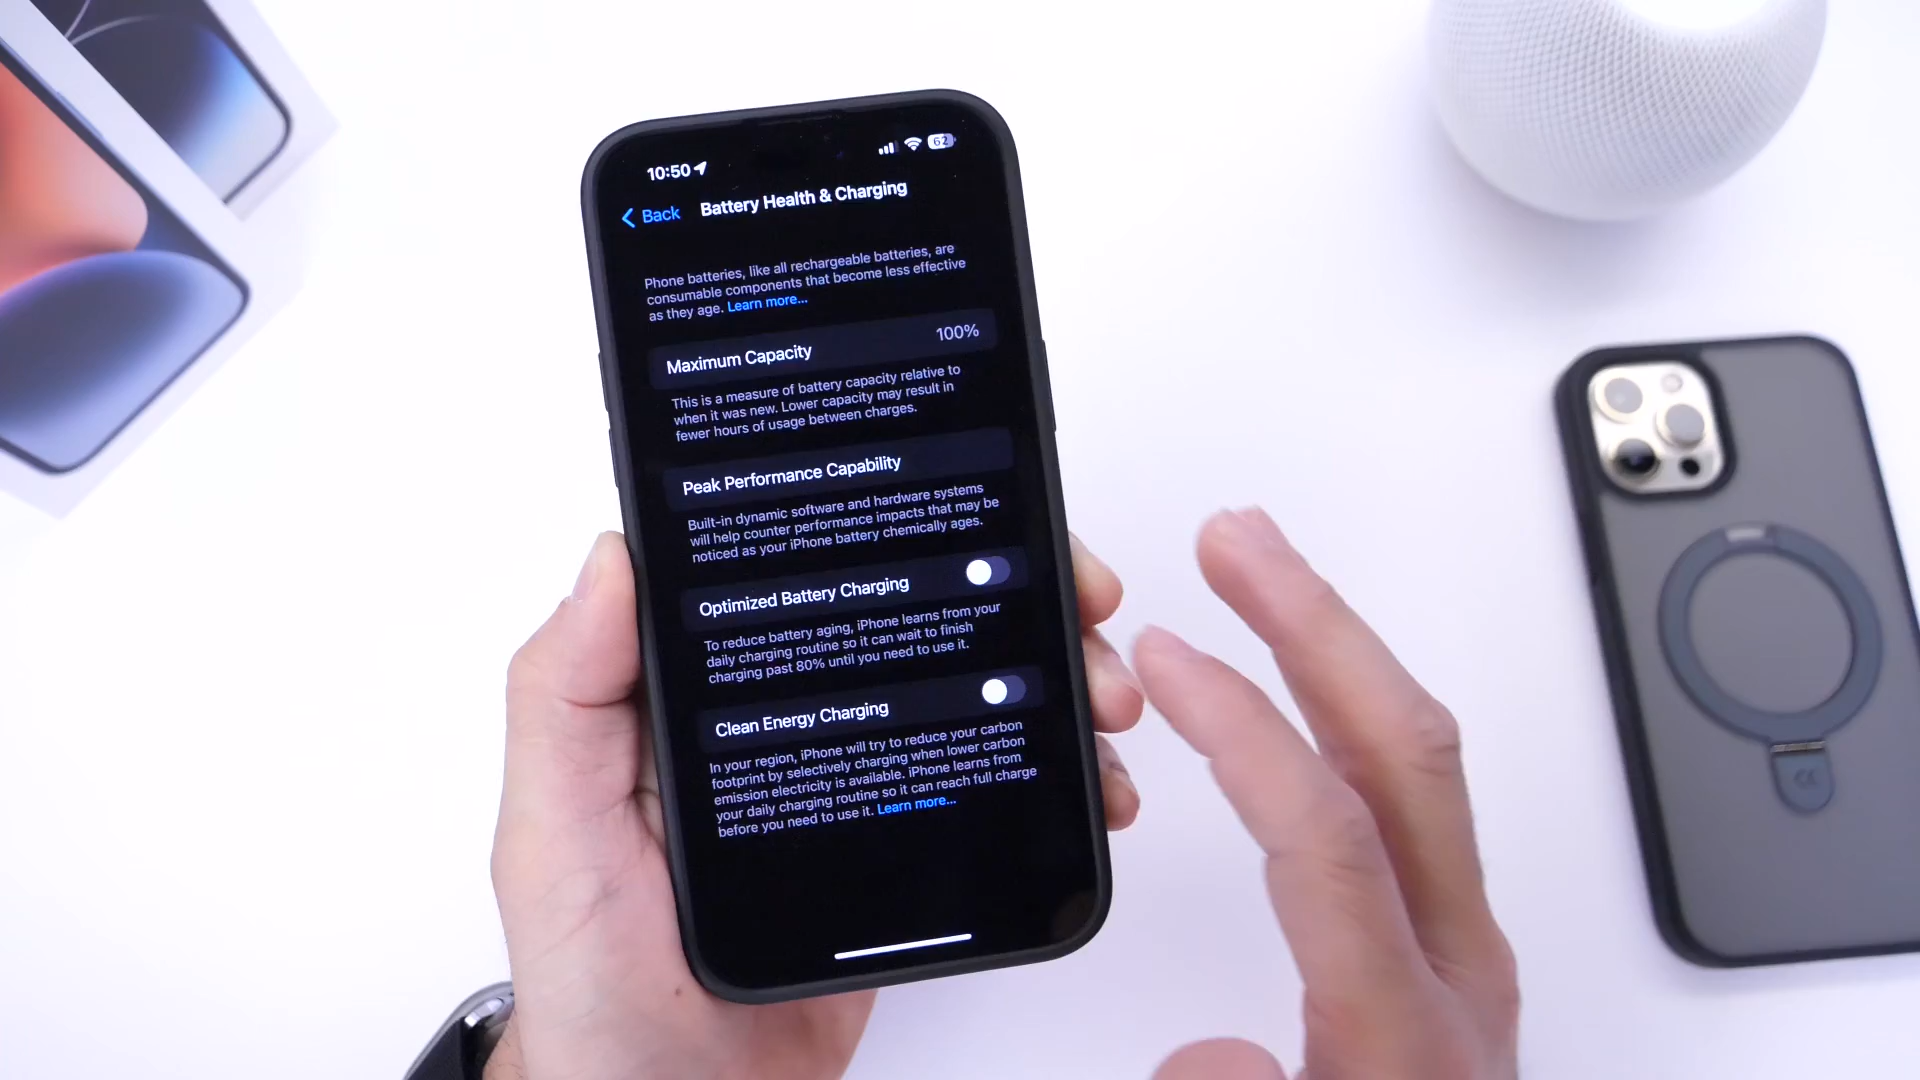 10:50
62
Back
Battery Health & Charging
Phone batteries, like all rechargeable batteries, are
consumable components that become less effective
as they age. Learn more...
Maximum Capacity
100%
This is a measure of battery capacity relative to
when it was new. Lower capacity may result in
fewer hours of usage between charges.
Peak Performance Capability
Built-in dynamic software and hardware systems
will help counter performance impacts that may be
noticed as your iPhone battery chemically ages.
Optimized Battery Charging
To reduce battery aging, iPhone learns from your
daily charging routine so it can wait to finish
charging past 80% until you need to use it.
Clean Energy Charging
In your region, iPhone will try to reduce your carbon
footprint by selectively charging when lower carbon
emission electricity is available. iPhone learns from
your daily charging routine so it can reach full charge
before you need to use it. Learn more...